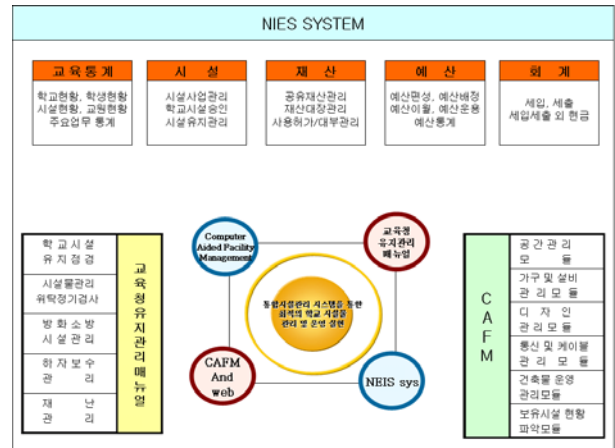 NIES SYSTEM
교육통계
학교현황, 학생현황
시설현황, 교원현황
주요업무 통계
시 설
시설사업관리
학교시설승인
시설유지관리
재 산
공유재산관리
재산대장관리
사용허가/대부관리
예 산
예산편성, 예산배정
예산이월, 예산운용
예산통계
회 계
세입, 세출
세입세출 외 현금
학 교 시 설
유 지 점 검
시설물관리
위탁정기검사
방 화 소 방
시 설 관 리
하 자 보 수
관 리
재 난
관 리
교육청유지관리매뉴얼
Computer
Aided Facility
Management
교육청
유지관리
매뉴얼
통합시설관리 시스템을 통한
최적의 학교 시설물
관리 및 운영 실현
CAFM
And
web
NEIS sys
CAFM
공 간 관 리
모 듈
가구 및 설비
관 리 모 듈
디 자 인
관 리 모 듈
통신 및 케이블
관 리 모 듈
건축물 운영
관리모듈
보유시설 현황
파악모듈